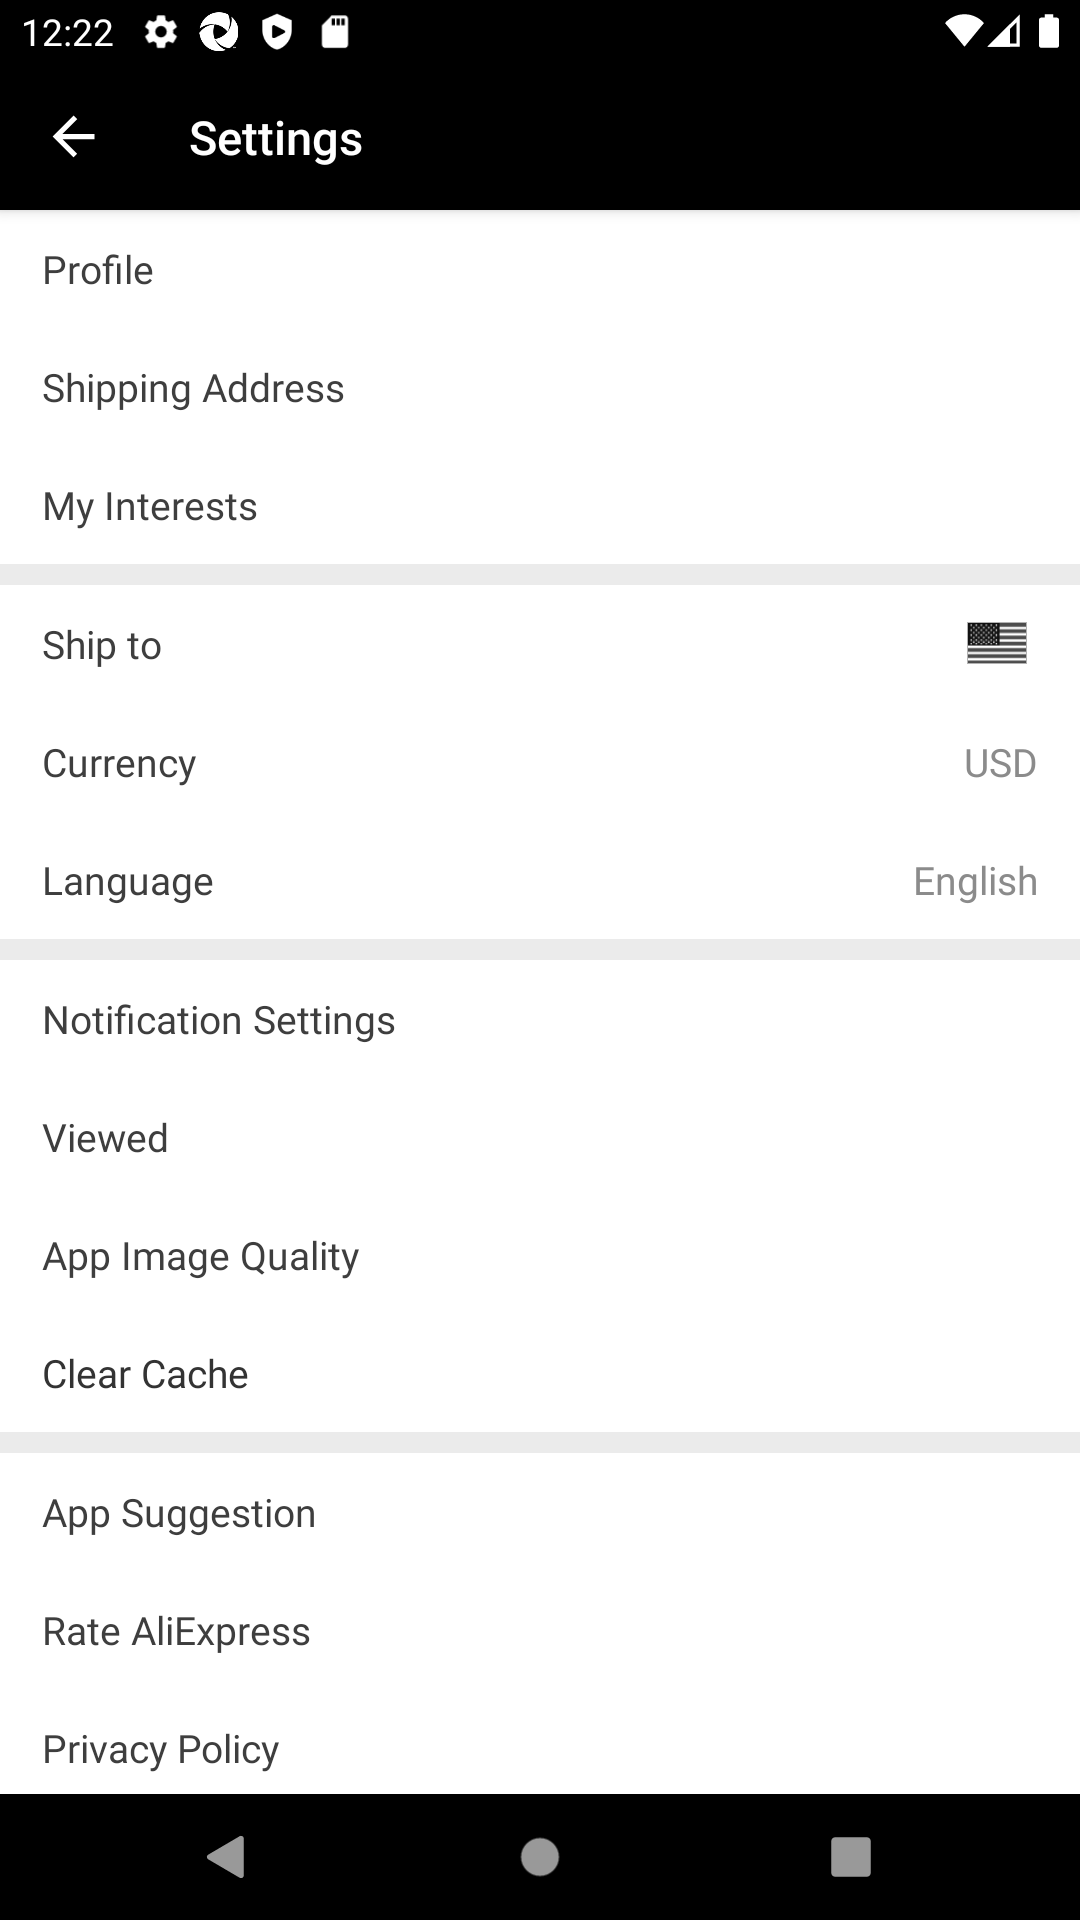 12:22
Settings
Profile
Shipping Address
My Interests
Ship to
Currency USD
Language English
Notification Settings
Viewed
App Image Quality
Clear Cache
App Suggestion
Rate AliExpress
Privacy Policy